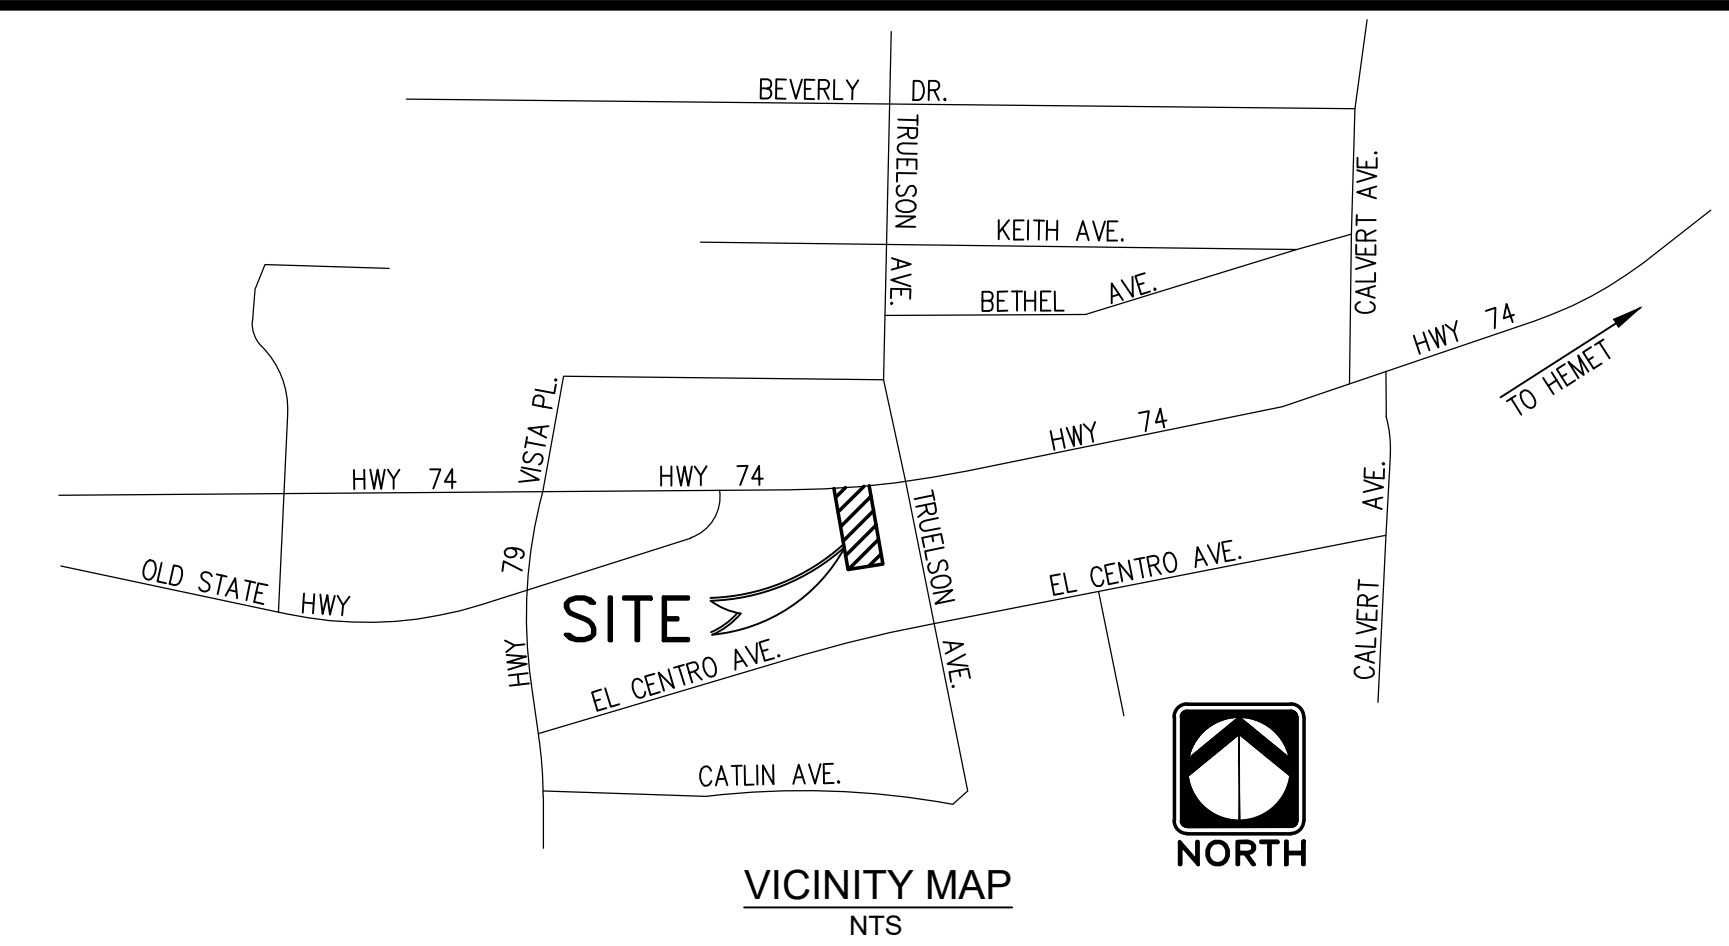 BEVERLY DR.
TRUELSON AVE.
CALVERT AVE.
KEITH AVE.
BETHEL AVE.
HWY 74
TO HEMET
VISTA PL.
HWY 74
HWY 74
HWY 74
OLD STATE HWY
HWY 79
SITE
TRUELSON AVE.
EL CENTRO AVE.
EL CENTRO AVE.
CALVERT AVE.
CATLIN AVE.
NORTH
VICINITY MAP
NTS